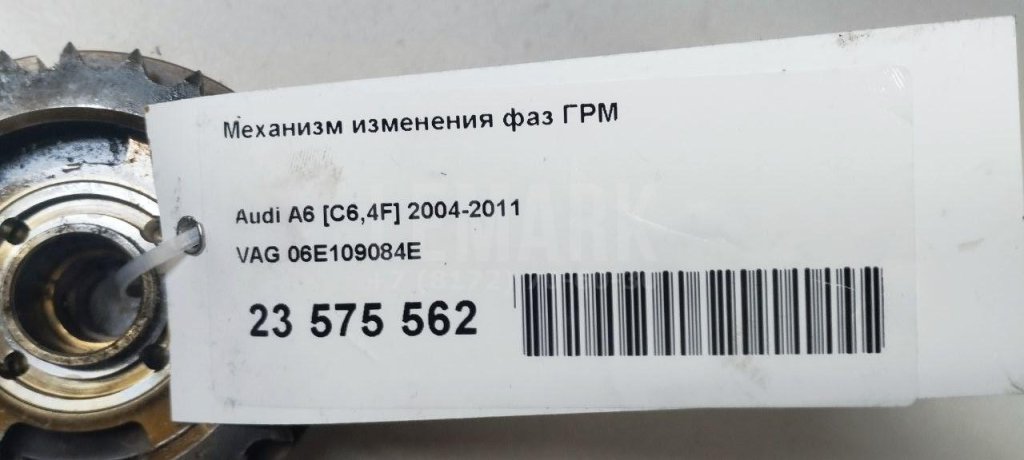 Механизм изменения фаз ГРМ
Audi A6 [C6,4F] 2004-2011
VAG 06E109084E
23 575 562